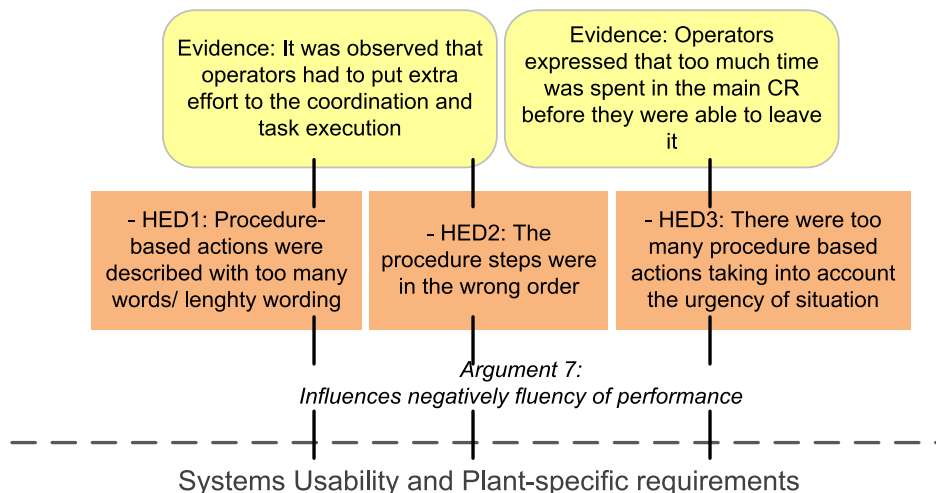 Evidence: It was observed that
operators had to put extra
effort to the coordination and
task execution
Evidence: Operators
expressed that too much time
was spent in the main CR
before they were able to leave
it
- HED1: Procedure-
based actions were
described with too many
words/ lenghty wording
- HED2: The
procedure steps were
in the wrong order
- HED3: There were too
many procedure based
actions taking into account
the urgency of situation
Argument 7:
Influences negatively fluency of performance
Systems Usability and Plant-specific requirements